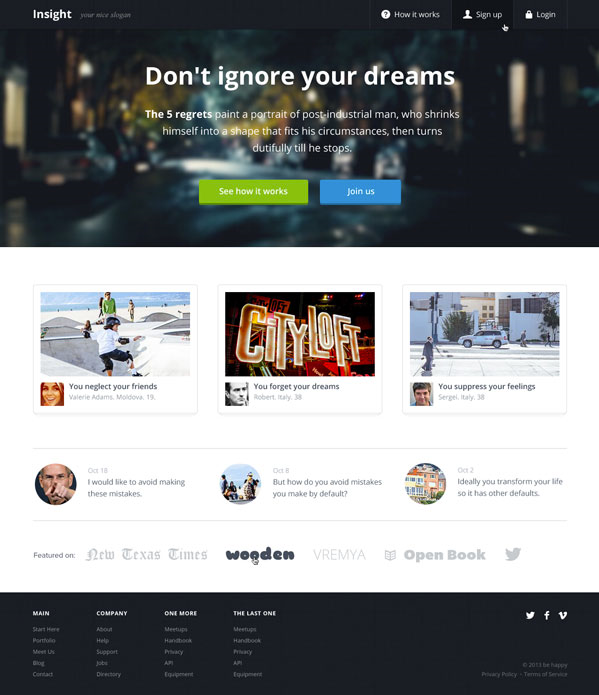 Insight your nice slogan How it works Sign up Login
Don't ignore your dreams
The 5 regrets paint a portrait of post-industrial man, who shrinks
himself into a shape that fits his circumstances, then turns
dutifully till he stops.
See how it works Join us
CITY LOFT
CITYLOFT
You neglect your friends
Valerie Adams. Moldova. 19.
You forget your dreams
Robert. Italy. 38
You suppress your feelings
Sergei. Italy. 38
Oct 18
I would like to avoid making
these mistakes.
Oct 8
But how do you avoid mistakes
you make by default?
Oct 2
Ideally you transform your life
so it has other defaults.
Featured on: New Texas Times wooden VREMYA Open Book
MAIN
Start Here
Portfolio
Meet Us
Blog
Contact
COMPANY
About
Help
Support
Jobs
Directory
ONE MORE
Meetups
Handbook
Privacy
API
Equipment
THE LAST ONE
Meetups
Handbook
Privacy
API
Equipment
© 2013 be happy
Privacy Policy • Terms of Service